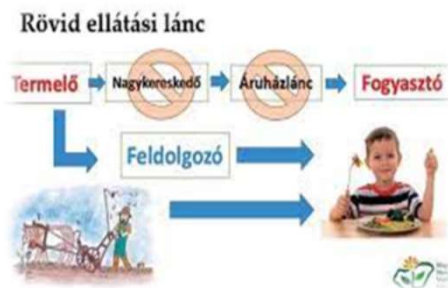 Rövid ellátási lánc
Termelő
Nagykereskedő
Áruházlánc
Fogyasztó
Feldolgozó